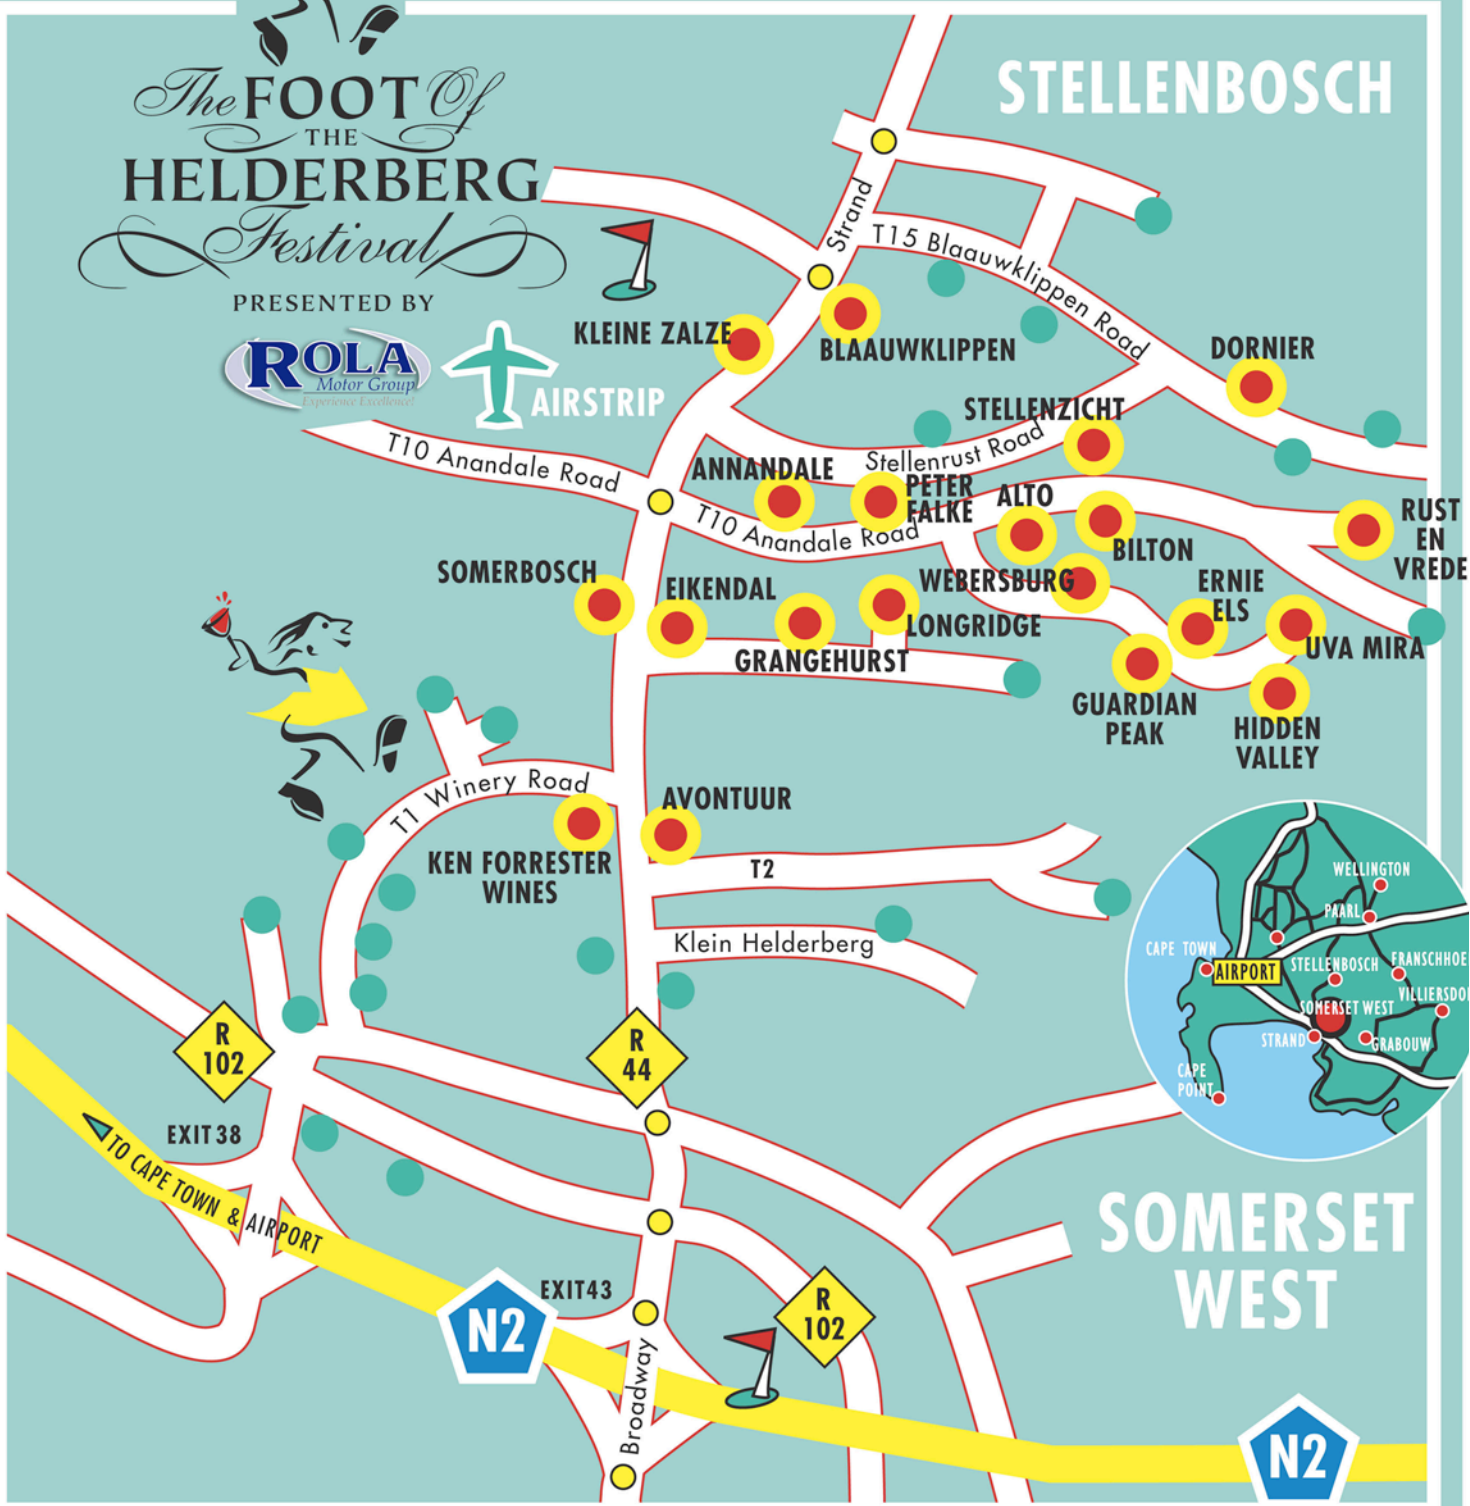 The FOOT Of
THE
HELDERBERG
Festival
PRESENTED BY
ROLA
Motor Group
Experience Excellence!
AIRSTRIP
STELLENBOSCH
Strand
T15 Blaauwklippen Road
KLEINE ZALZE
BLAAUWKLIPPEN
DORNIER
STELLENZICHT
Stellenrust Road
T10 Anandale Road
ANNANDALE
PETER
FALKE
ALTO
T10 Anandale Road
BILTON
RUST
EN
VREDE
SOMERBOSCH
EIKENDAL
WEBERSBURG
ERNIE
ELS
LONGRIDGE
GRANGEHURST
UVA MIRA
GUARDIAN
PEAK
HIDDEN
VALLEY
T1 Winery Road
AVONTUUR
KEN FORRESTER
WINES
T2
Klein Helderberg
WELLINGTON
PAARL
CAPE TOWN
AIRPORT
STELLENBOSCH
FRANSCHHOE
VILLIERSDO
SOMERSET WEST
STRAND
GRABOUW
CAPE
POINT
R
102
R
44
EXIT 38
TO CAPE TOWN & AIRPORT
SOMERSET
WEST
EXIT43
N2
R
102
Broadway
N2